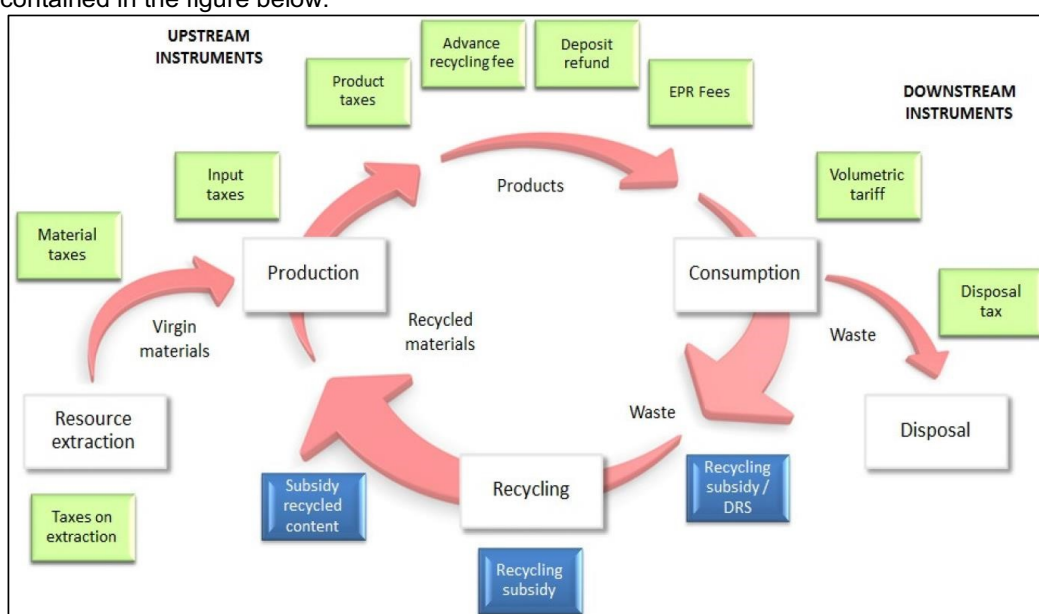 contained in the figure below.
UPSTREAM
INSTRUMENTS
Advance
recycling fee
Deposit
refund
Product
taxes
EPR Fees
DOWNSTREAM
INSTRUMENTS
Input
taxes
Products
Volumetric
tariff
Material
taxes
Production
Consumption
Disposal
tax
Virgin
materials
Recycled
materials
Waste
Resource
extraction
Waste
Disposal
Subsidy
recycled
content
Recycling
Recycling
subsidy /
DRS
Taxes on
extraction
Recycling
subsidy